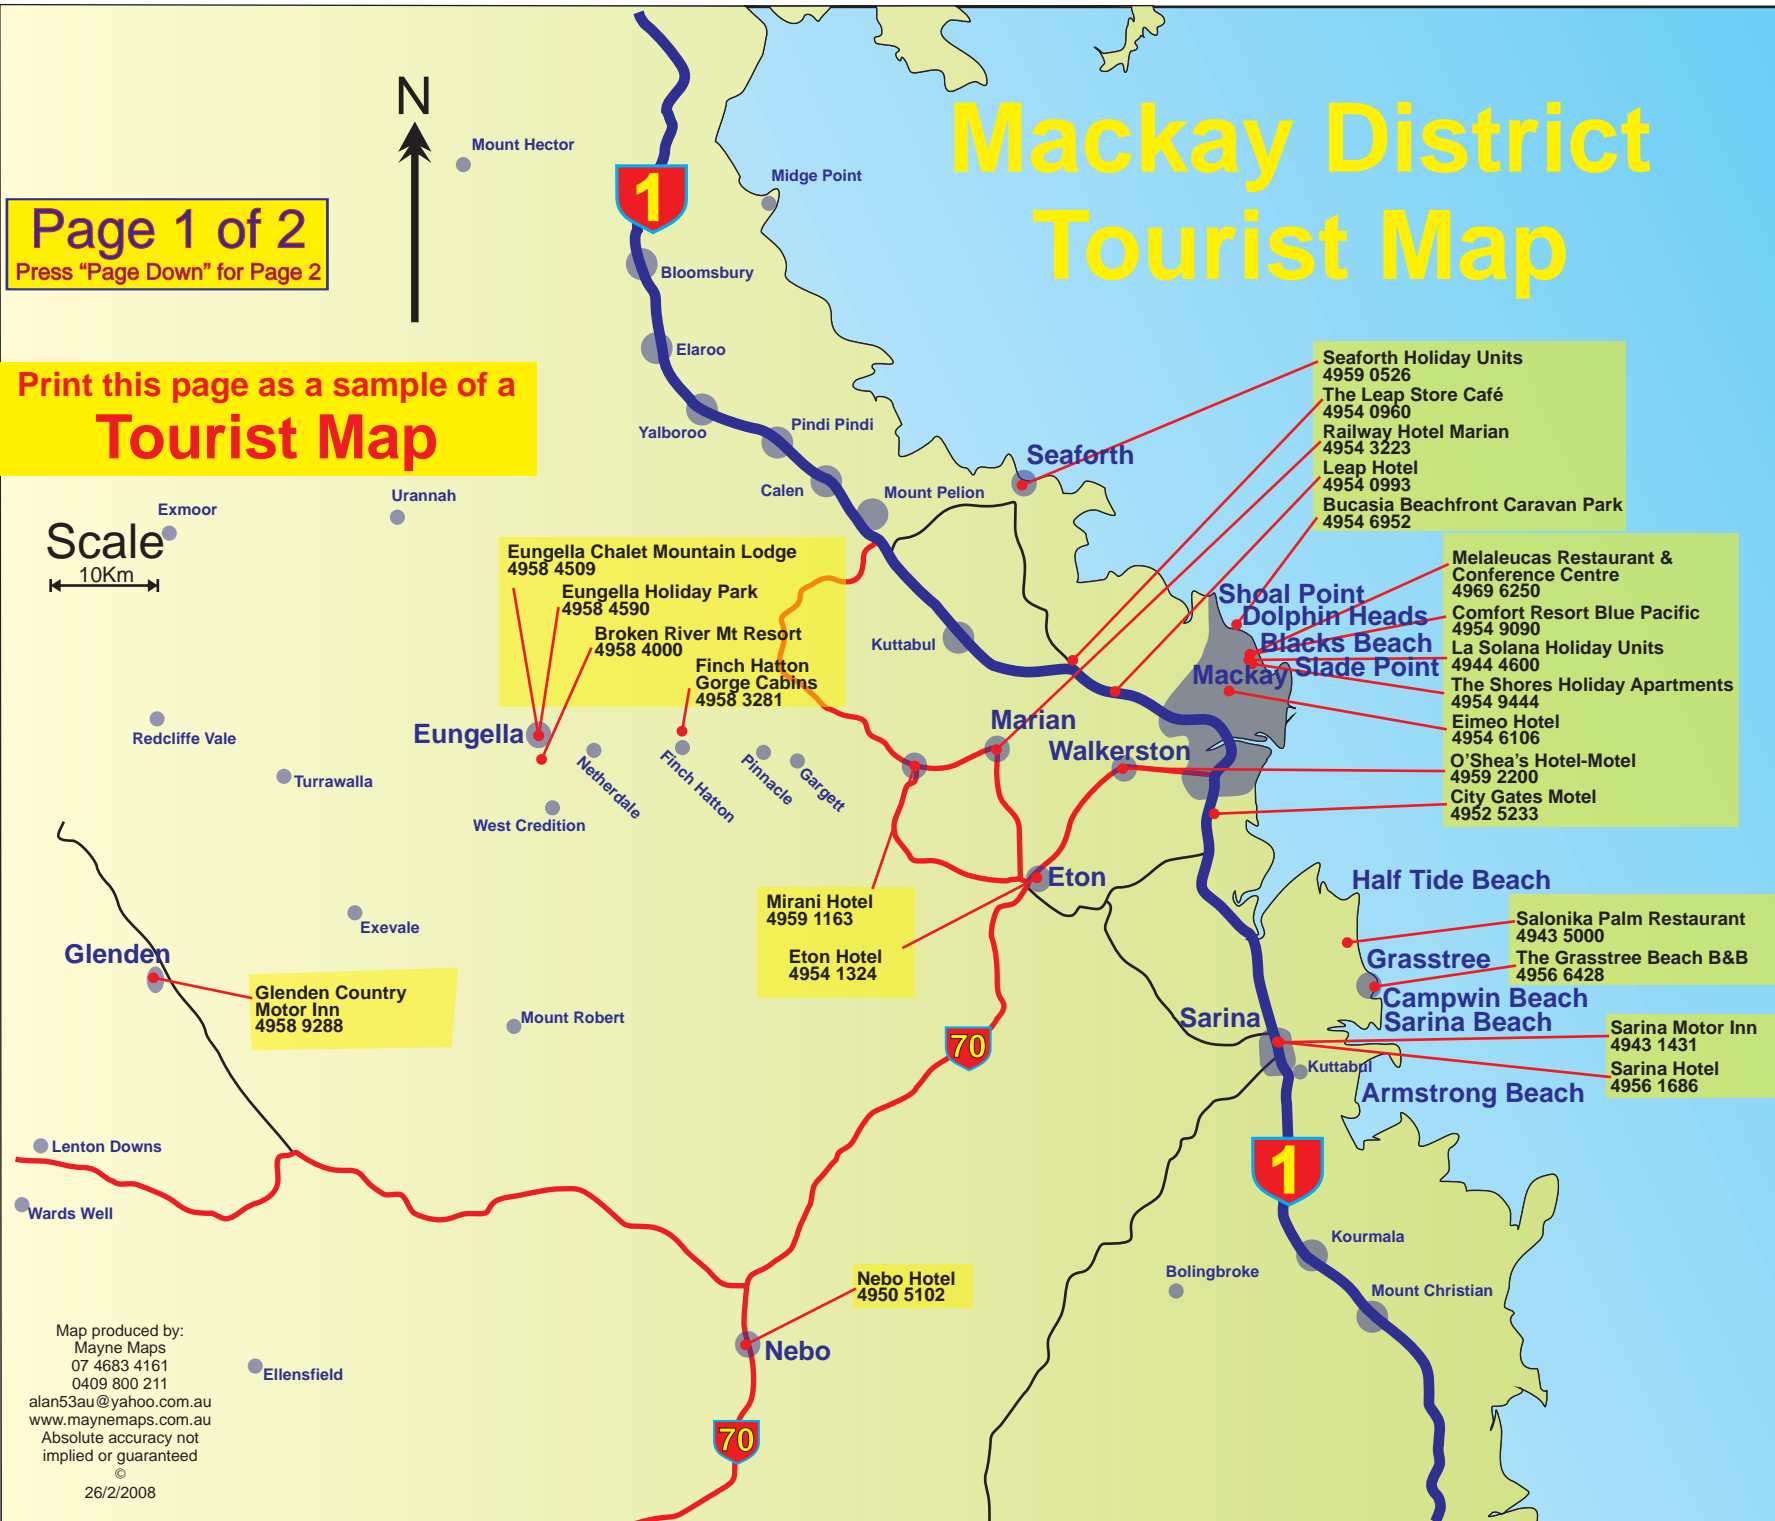 Mackay District
Tourist Map
N
Page 1 of 2
Press “Page Down” for Page 2
Print this page as a sample of a
Tourist Map
Scale
10Km
Mount Hector
1
Midge Point
Bloomsbury
Elaroo
Yalboroo
Pindi Pindi
Calen
Mount Pelion
Seaforth
Exmoor
Urannah
Seaforth Holiday Units
4959 0526
The Leap Store Café
4954 0960
Railway Hotel Marian
4954 3223
Leap Hotel
4954 0993
Bucasia Beachfront Caravan Park
4954 6952
Eungella Chalet Mountain Lodge
4958 4509
Eungella Holiday Park
4958 4590
Broken River Mt Resort
4958 4000
Finch Hatton
Gorge Cabins
4958 3281
Kuttabul
Shoal Point
Dolphin Heads
Blacks Beach
Mackay
Slade Point
Melaleucas Restaurant &
Conference Centre
4969 6250
Comfort Resort Blue Pacific
4954 9090
La Solana Holiday Units
4944 4600
The Shores Holiday Apartments
4954 9444
Eimeo Hotel
4954 6106
O’Shea’s Hotel-Motel
4959 2200
City Gates Motel
4952 5233
Redcliffe Vale
Turrawalla
Eungella
Netherdale
Finch Hatton
Pinnacle
Gargett
West Credition
Marian
Walkerston
Eton
Mirani Hotel
4959 1163
Eton Hotel
4954 1324
Exevale
Glenden
Glenden Country
Motor Inn
4958 9288
Mount Robert
70
Half Tide Beach
Salonika Palm Restaurant
4943 5000
Grasstree
The Grasstree Beach B&B
4956 6428
Campwin Beach
Sarina Beach
Sarina
Sarina Motor Inn
4943 1431
Kuttabul
Sarina Hotel
4956 1686
Armstrong Beach
Lenton Downs
Wards Well
1
Kourmala
Bolingbroke
Mount Christian
Nebo Hotel
4950 5102
Nebo
Ellensfield
70
Map produced by:
Mayne Maps
07 4683 4161
0409 800 211
alan53au@yahoo.com.au
www.maynemaps.com.au
Absolute accuracy not
implied or guaranteed
©
26/2/2008